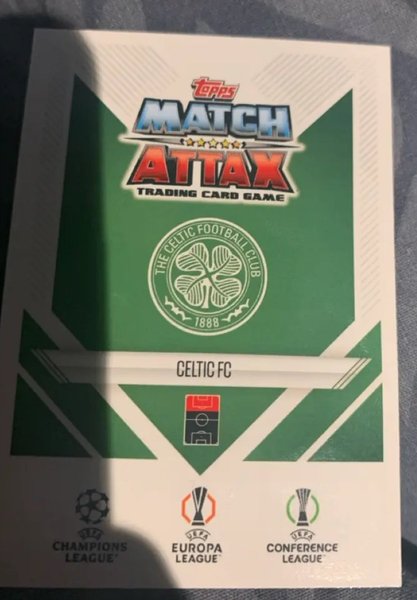 Topps
MATCH
ATTAX
TRADING CARD GAME
THE CELTIC FOOTBALL CLUB
1888
CELTIC FC
UEFA
CHAMPIONS
LEAGUE
UEFA
EUROPA
LEAGUE
UEFA
CONFERENCE
LEAGUE